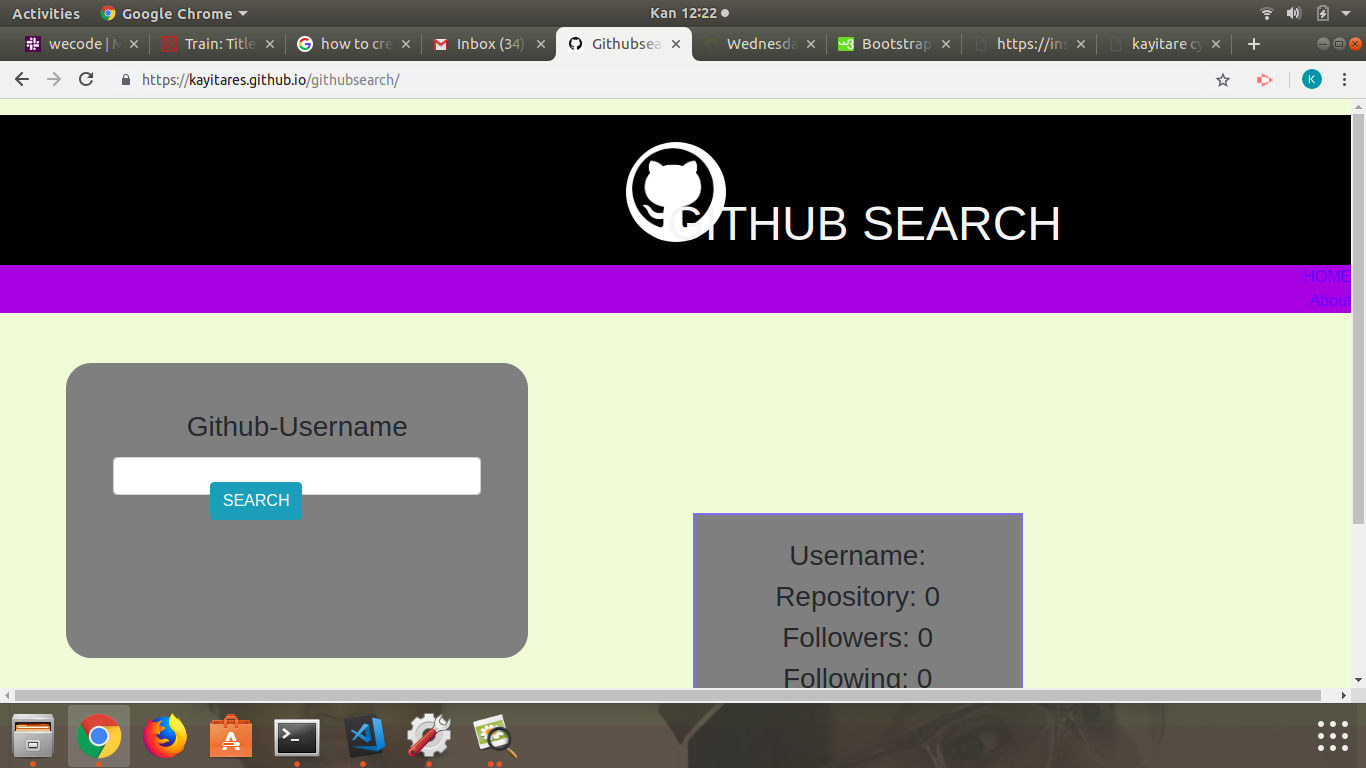 Activities Google Chrome Kan 12:22
wecode | M Train: Title how to cre Inbox (34) Githubsea Wednesda Bootstrap https://ins kayitare cy
https://kayitares.github.io/githubsearch/ K
GITHUB SEARCH
HOME
About
Github-Username
SEARCH
Username:
Repository: 0
Followers: 0
Following: 0